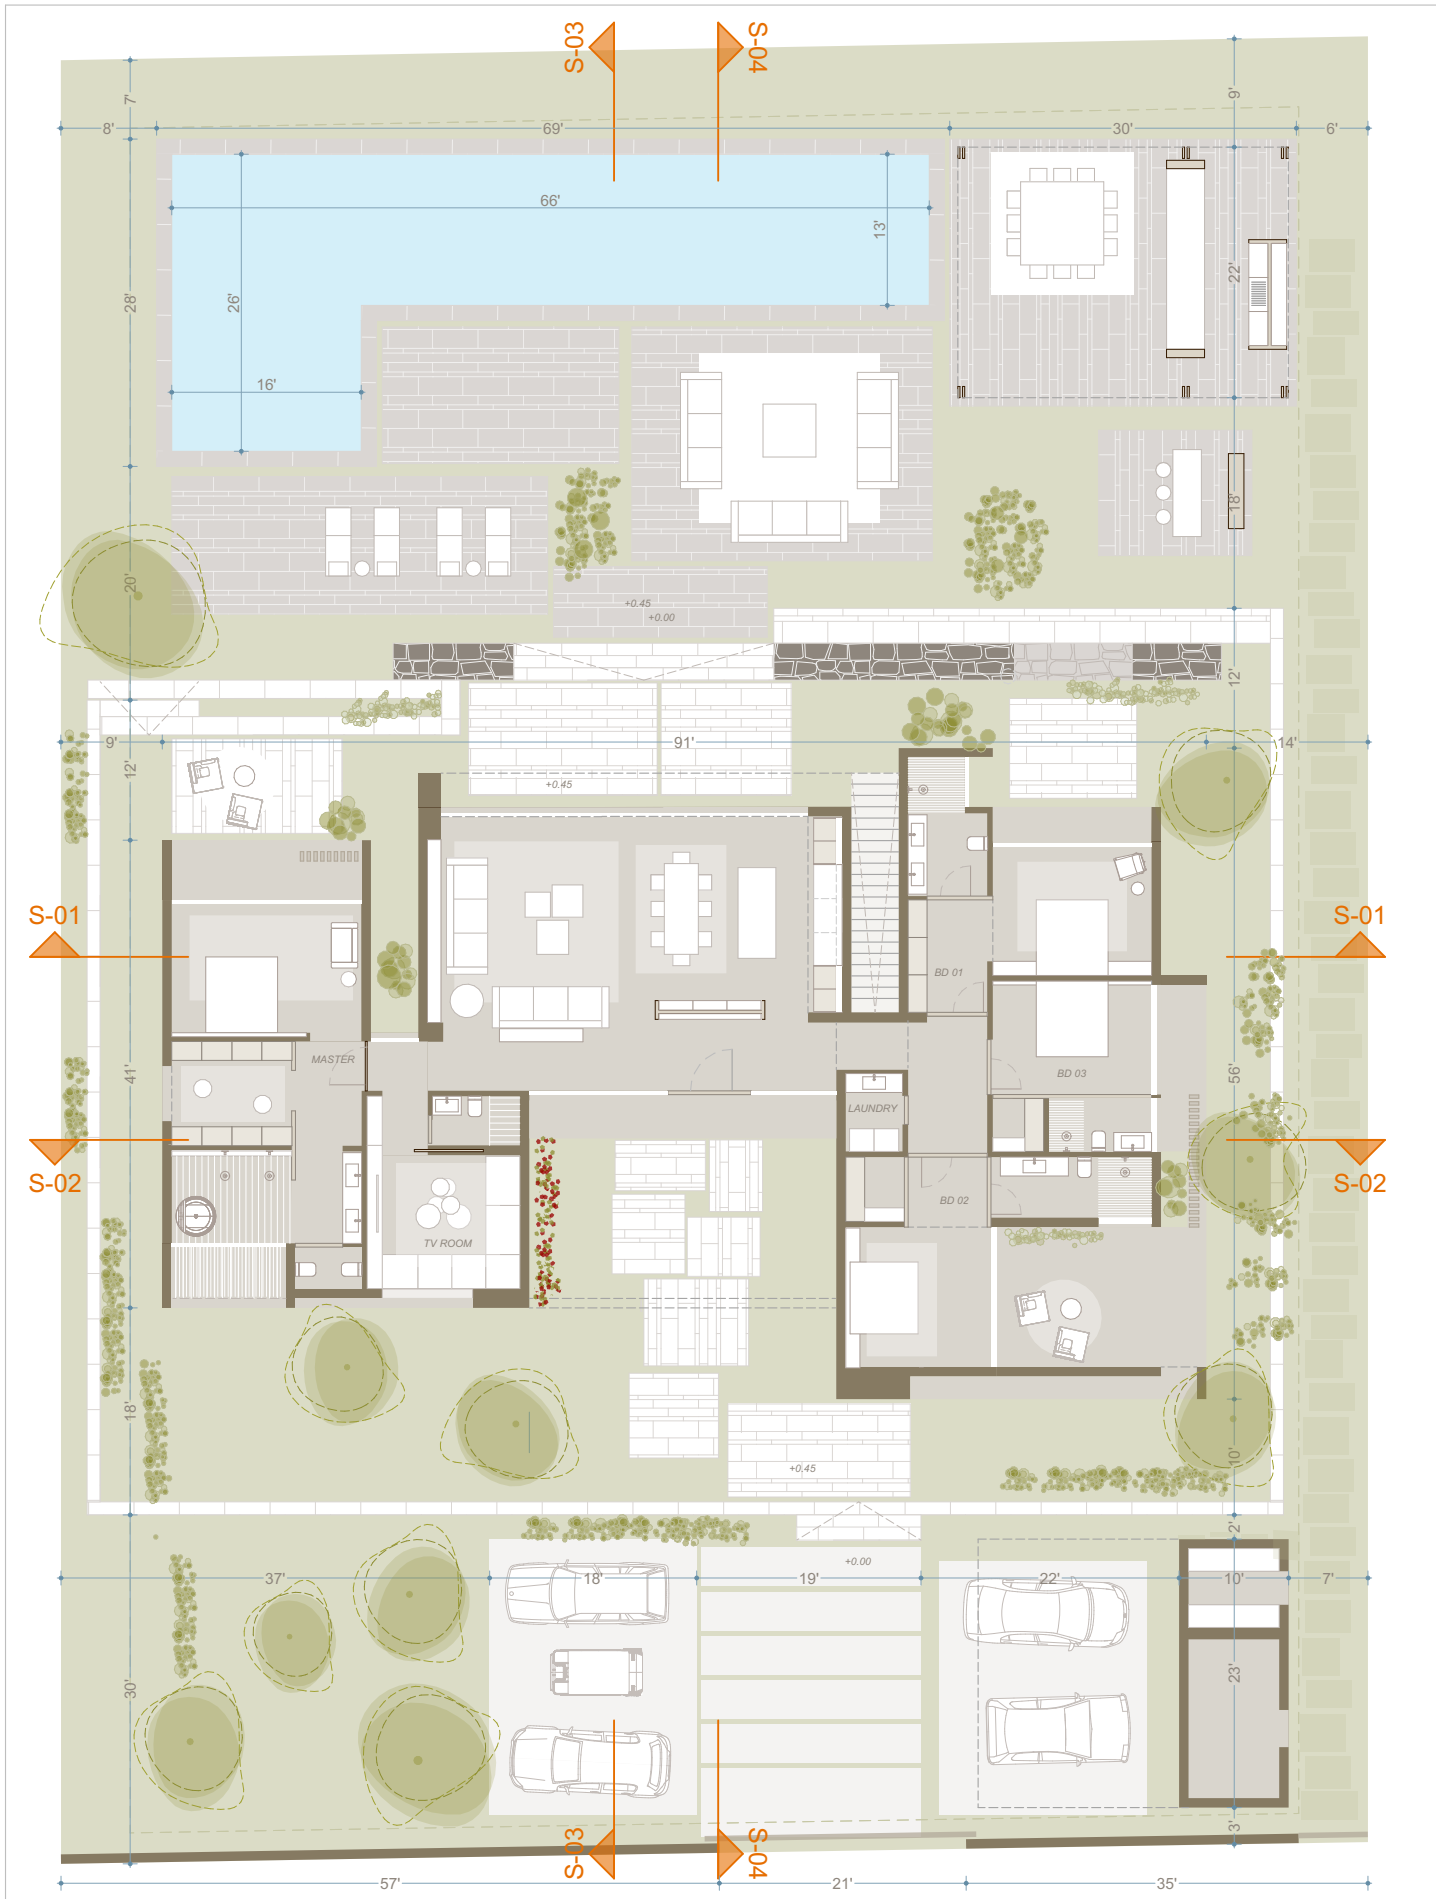 S-03
S-04
7'
9'
8'
69'
30'
6'
66'
13'
28'
26'
22'
16'
18'
20'
+0.45
+0.00
12'
9'
91'
14'
12'
+0.45
S-01
S-01
BD 01
MASTER
41'
BD 03
56'
LAUNDRY
S-02
S-02
BD 02
TV ROOM
18'
10'
+0.45
2'
+0.00
37'
18'
19'
22'
10'
7'
30'
23'
3'
S-03
S-04
57'
21'
35'